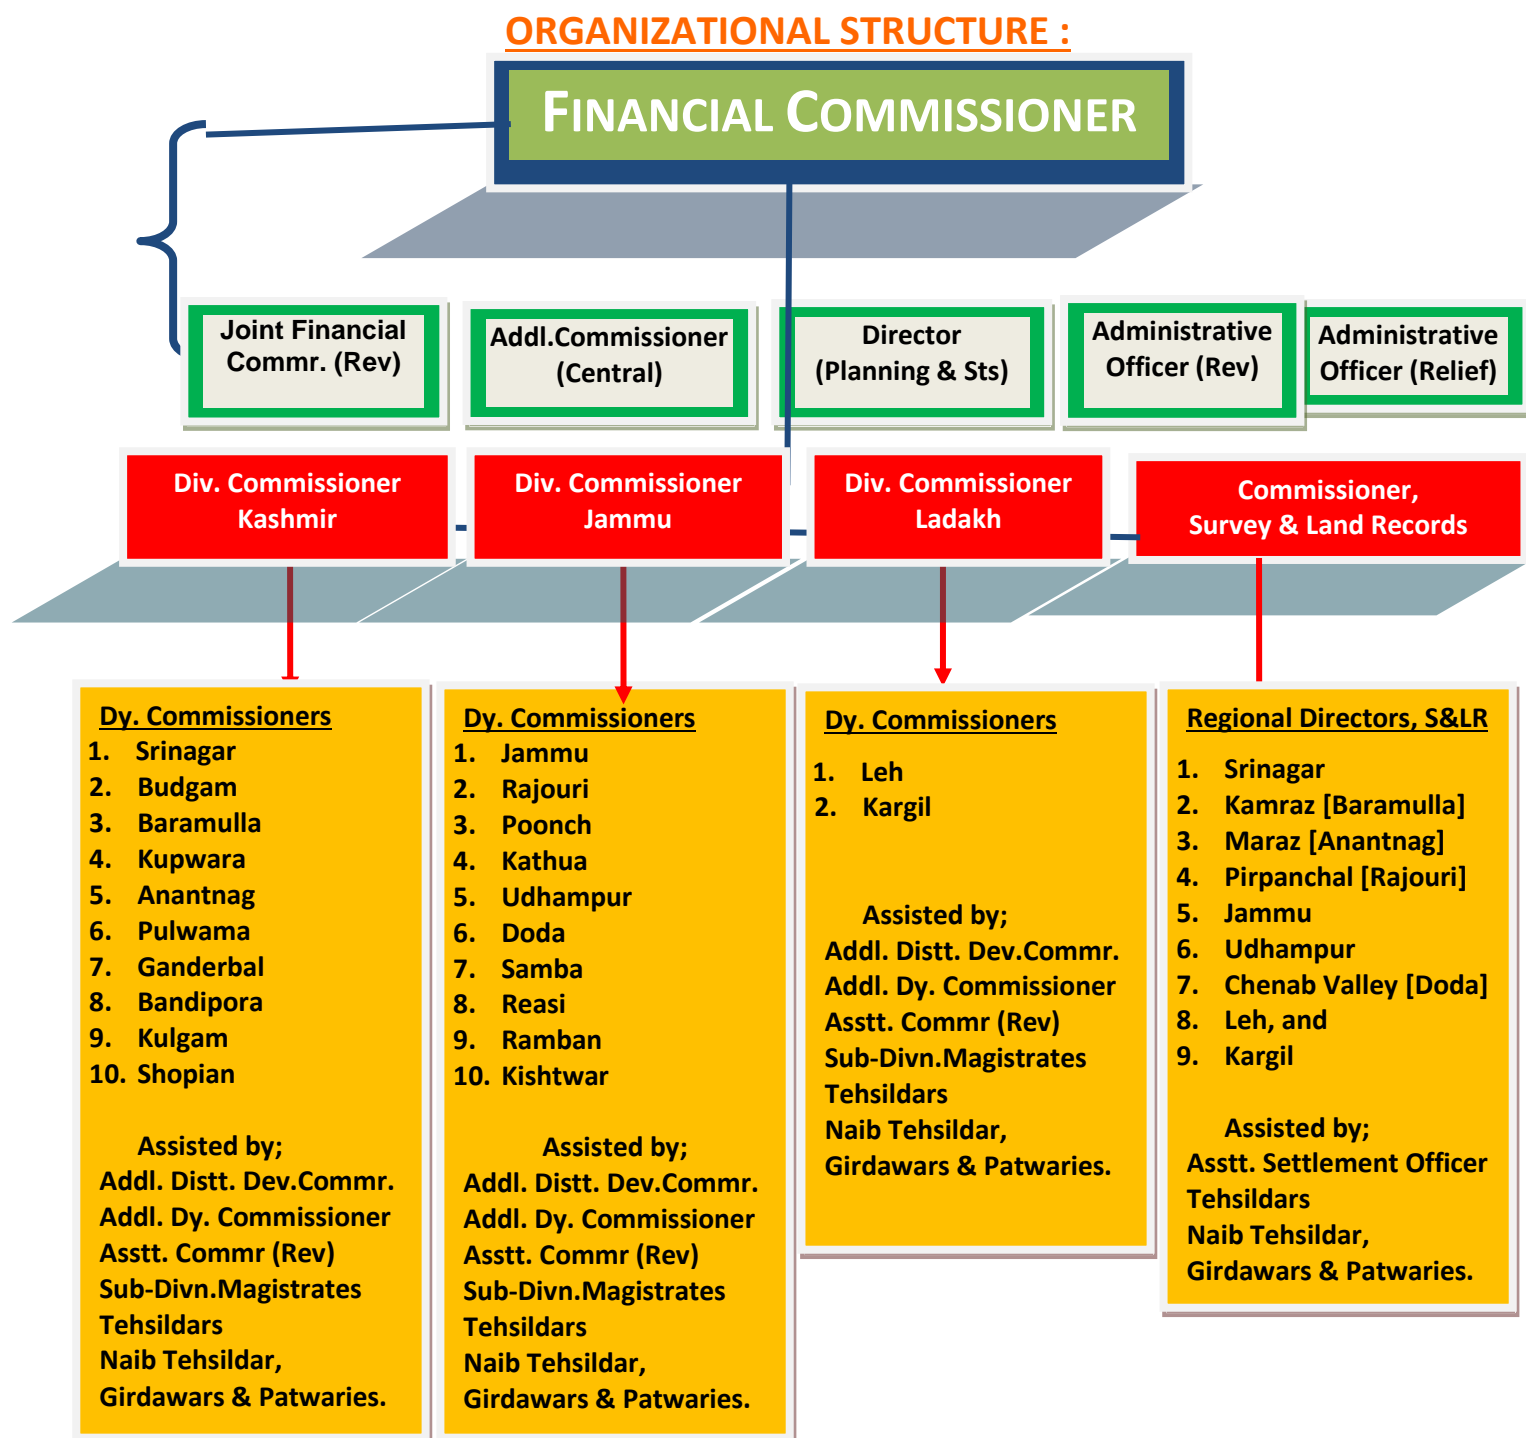 ORGANIZATIONAL STRUCTURE :
FINANCIAL COMMISSIONER
Joint Financial
Commr. (Rev)
Addl.Commissioner
(Central)
Director
(Planning & Sts)
Administrative
Officer (Rev)
Administrative
Officer (Relief)
Div. Commissioner
Kashmir
Div. Commissioner
Jammu
Div. Commissioner
Ladakh
Commissioner,
Survey & Land Records
Dy. Commissioners
1. Srinagar
2. Budgam
3. Baramulla
4. Kupwara
5. Anantnag
6. Pulwama
7. Ganderbal
8. Bandipora
9. Kulgam
10. Shopian
Assisted by;
Addl. Distt. Dev.Commr.
Addl. Dy. Commissioner
Asstt. Commr (Rev)
Sub-Divn.Magistrates
Tehsildars
Naib Tehsildar,
Girdawars & Patwaries.
Dy. Commissioners
1. Jammu
2. Rajouri
3. Poonch
4. Kathua
5. Udhampur
6. Doda
7. Samba
8. Reasi
9. Ramban
10. Kishtwar
Assisted by;
Addl. Distt. Dev.Commr.
Addl. Dy. Commissioner
Asstt. Commr (Rev)
Sub-Divn.Magistrates
Tehsildars
Naib Tehsildar,
Girdawars & Patwaries.
Dy. Commissioners
1. Leh
2. Kargil
Assisted by;
Addl. Distt. Dev.Commr.
Addl. Dy. Commissioner
Asstt. Commr (Rev)
Sub-Divn.Magistrates
Tehsildars
Naib Tehsildar,
Girdawars & Patwaries.
Regional Directors, S&LR
1. Srinagar
2. Kamraz [Baramulla]
3. Maraz [Anantnag]
4. Pirpanchal [Rajouri]
5. Jammu
6. Udhampur
7. Chenab Valley [Doda]
8. Leh, and
9. Kargil
Assisted by;
Asstt. Settlement Officer
Tehsildars
Naib Tehsildar,
Girdawars & Patwaries.